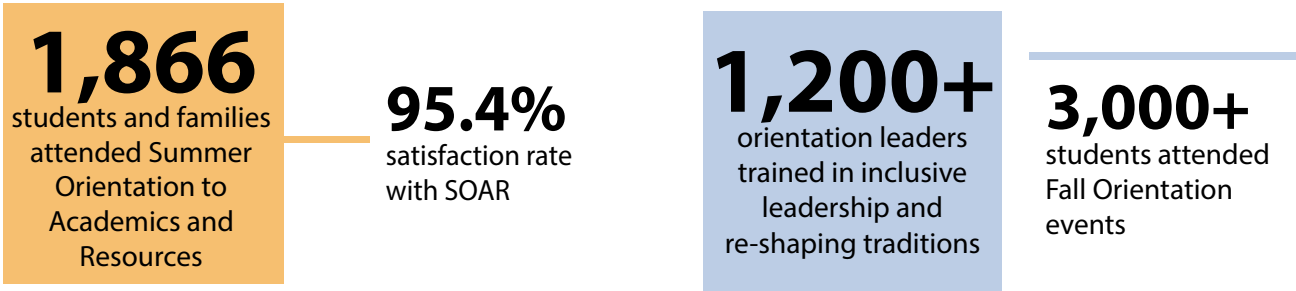 1,866
students and families
attended Summer
Orientation to
Academics and
Resources
95.4%
satisfaction rate
with SOAR
1,200+
orientation leaders
trained in inclusive
leadership and
re-shaping traditions
3,000+
students attended
Fall Orientation
events